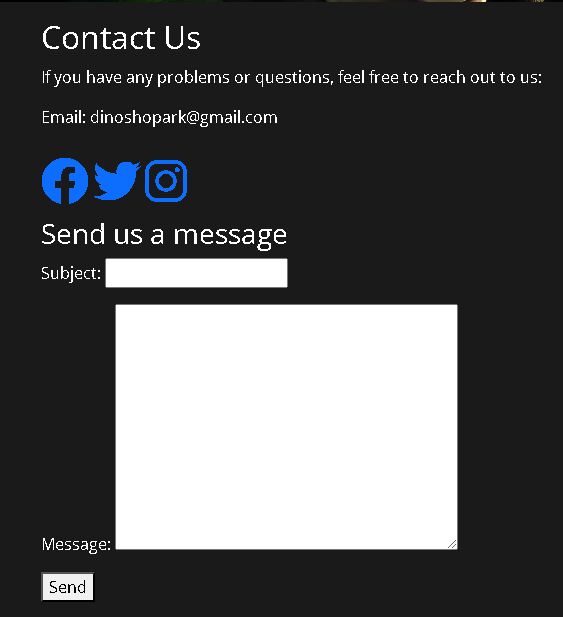 Contact Us
If you have any problems or questions, feel free to reach out to us:
Email: dinoshopark@gmail.com
Send us a message
Subject:
Message:
Send